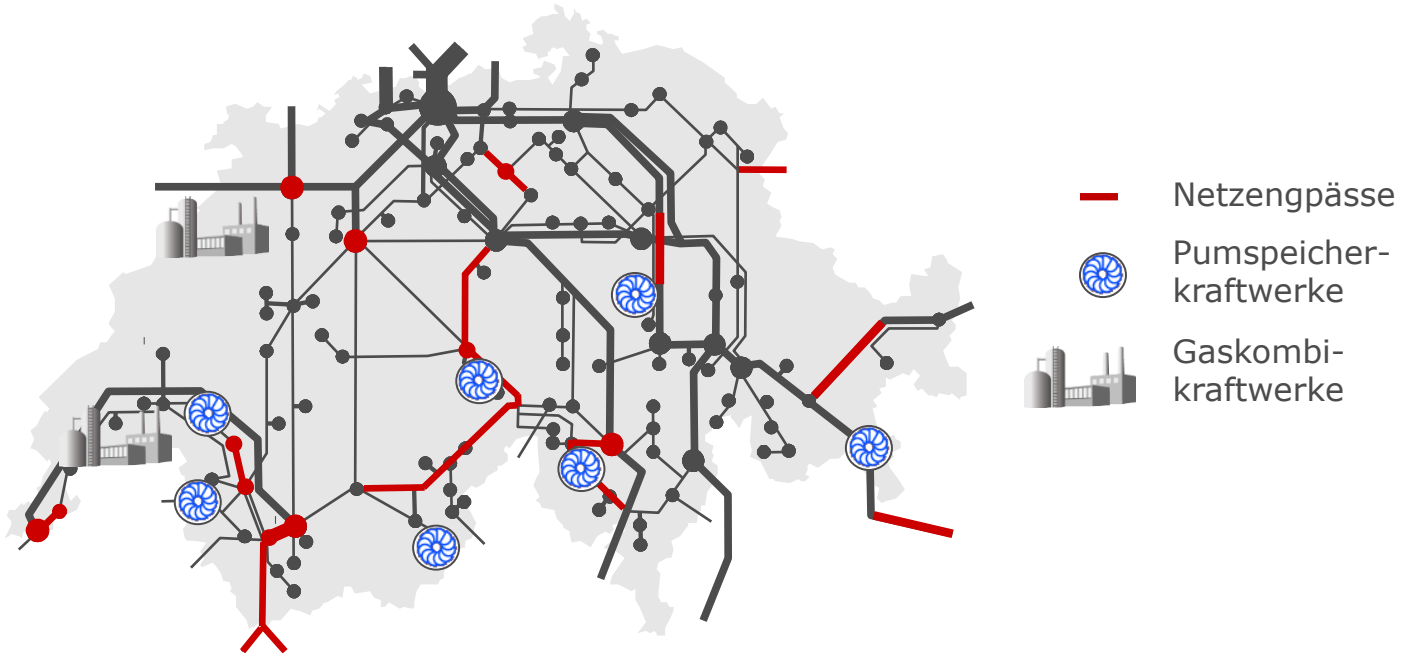 Netzengpässe
Pumspeicher-
kraftwerke
Gaskombi-
kraftwerke